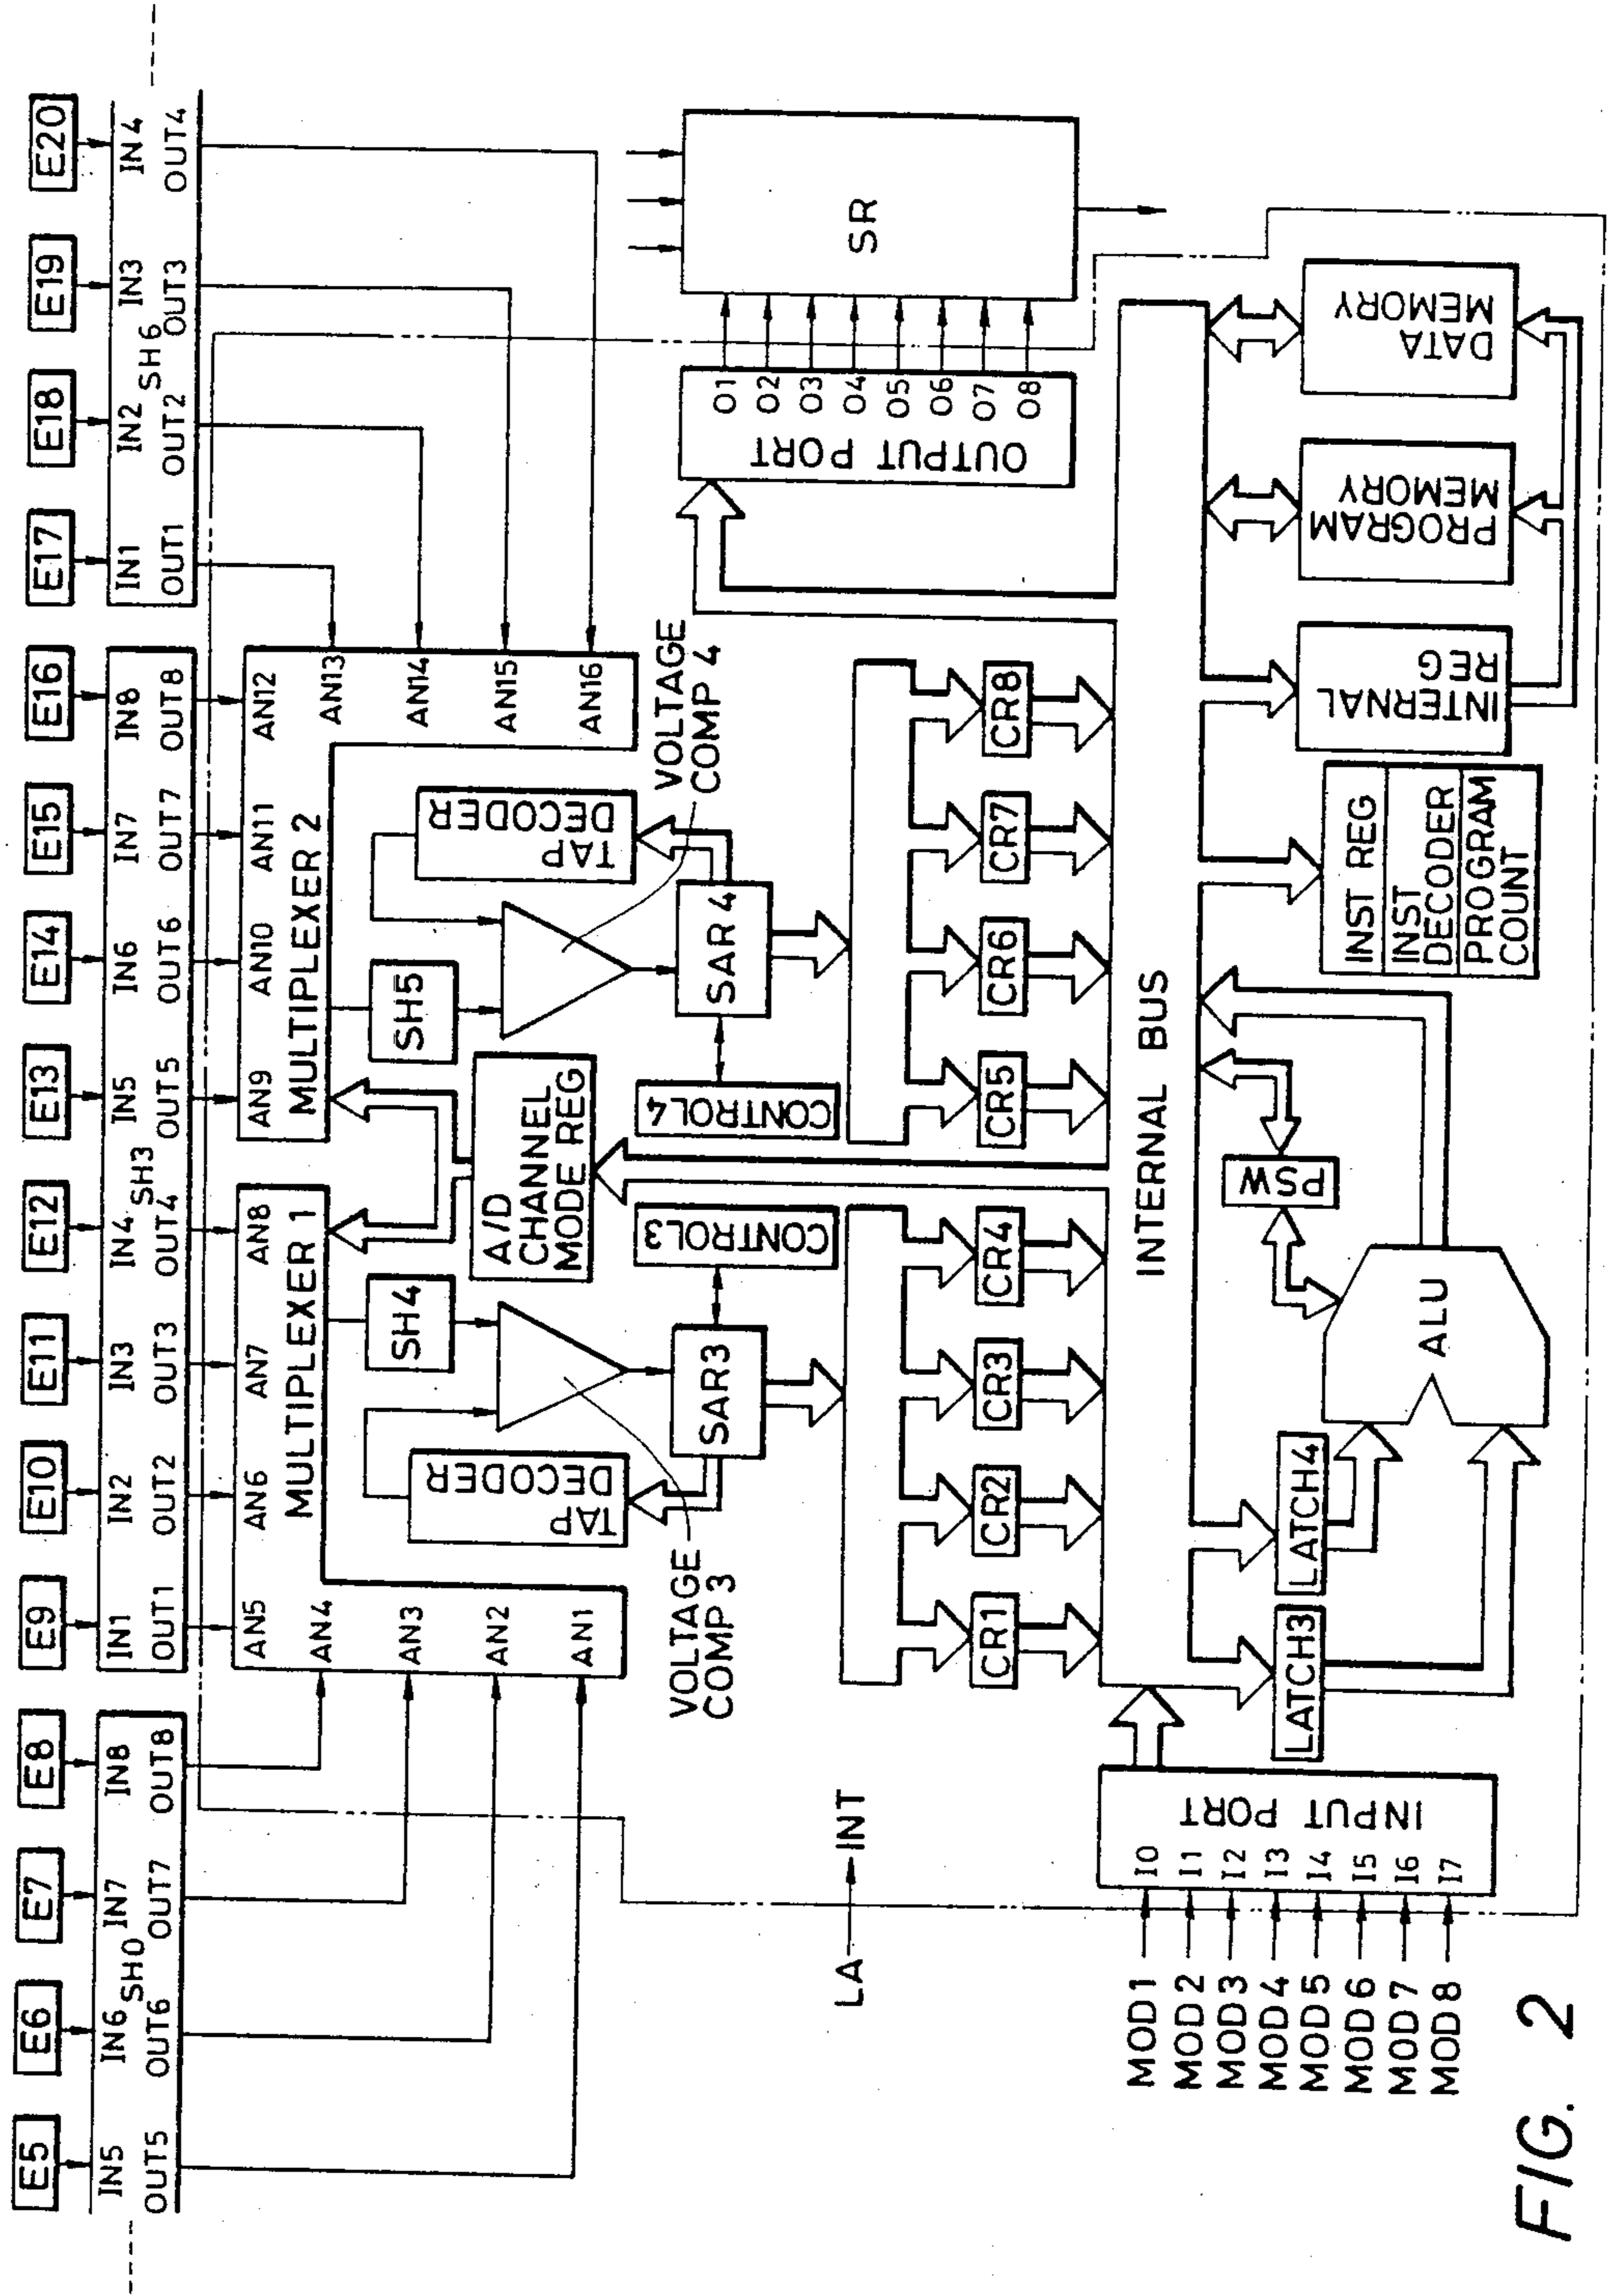 E5 E6 E7 E8 E9 E10 E11 E12 E13 E14 E15 E16 E17 E18 E19 E20
IN5 IN6 IN7 IN8 IN1 IN2 IN3 IN4 IN5 IN6 IN7 IN8 IN1 IN2 IN3 IN4
SH0 SH3 SH6
OUT5 OUT6 OUT7 OUT8 OUT1 OUT2 OUT3 OUT4 OUT5 OUT6 OUT7 OUT8 OUT1 OUT2 OUT3 OUT4
AN5 AN6 AN7 AN8
AN4
AN3
AN2
AN1
MULTIPLEXER 1
AN9 AN10 AN11 AN12
AN13
AN14
AN15
AN16
MULTIPLEXER 2
SH4
SH5
TAP
DECODER
TAP
DECODER
A/D
CHANNEL
MODE REG
VOLTAGE
COMP 3
VOLTAGE
COMP 4
SAR3
CONTROL3
SAR 4
CONTROL4
OUTPUT PORT
O1
O2
O3
O4
O5
O6
O7
O8
SR
CR1 CR2 CR3 CR4 CR5 CR6 CR7 CR8
LA INT
INTERNAL BUS
MOD1 I0
MOD2 I1
MOD3 I2
MOD4 I3
MOD5 I4
MOD6 I5
MOD7 I6
MOD8 I7
INPUT PORT
LATCH3
LATCH4
ALU
PSW
INST REG
INST
DECODER
PROGRAM
COUNT
INTERNAL
REG
PROGRAM
MEMORY
DATA
MEMORY
FIG. 2